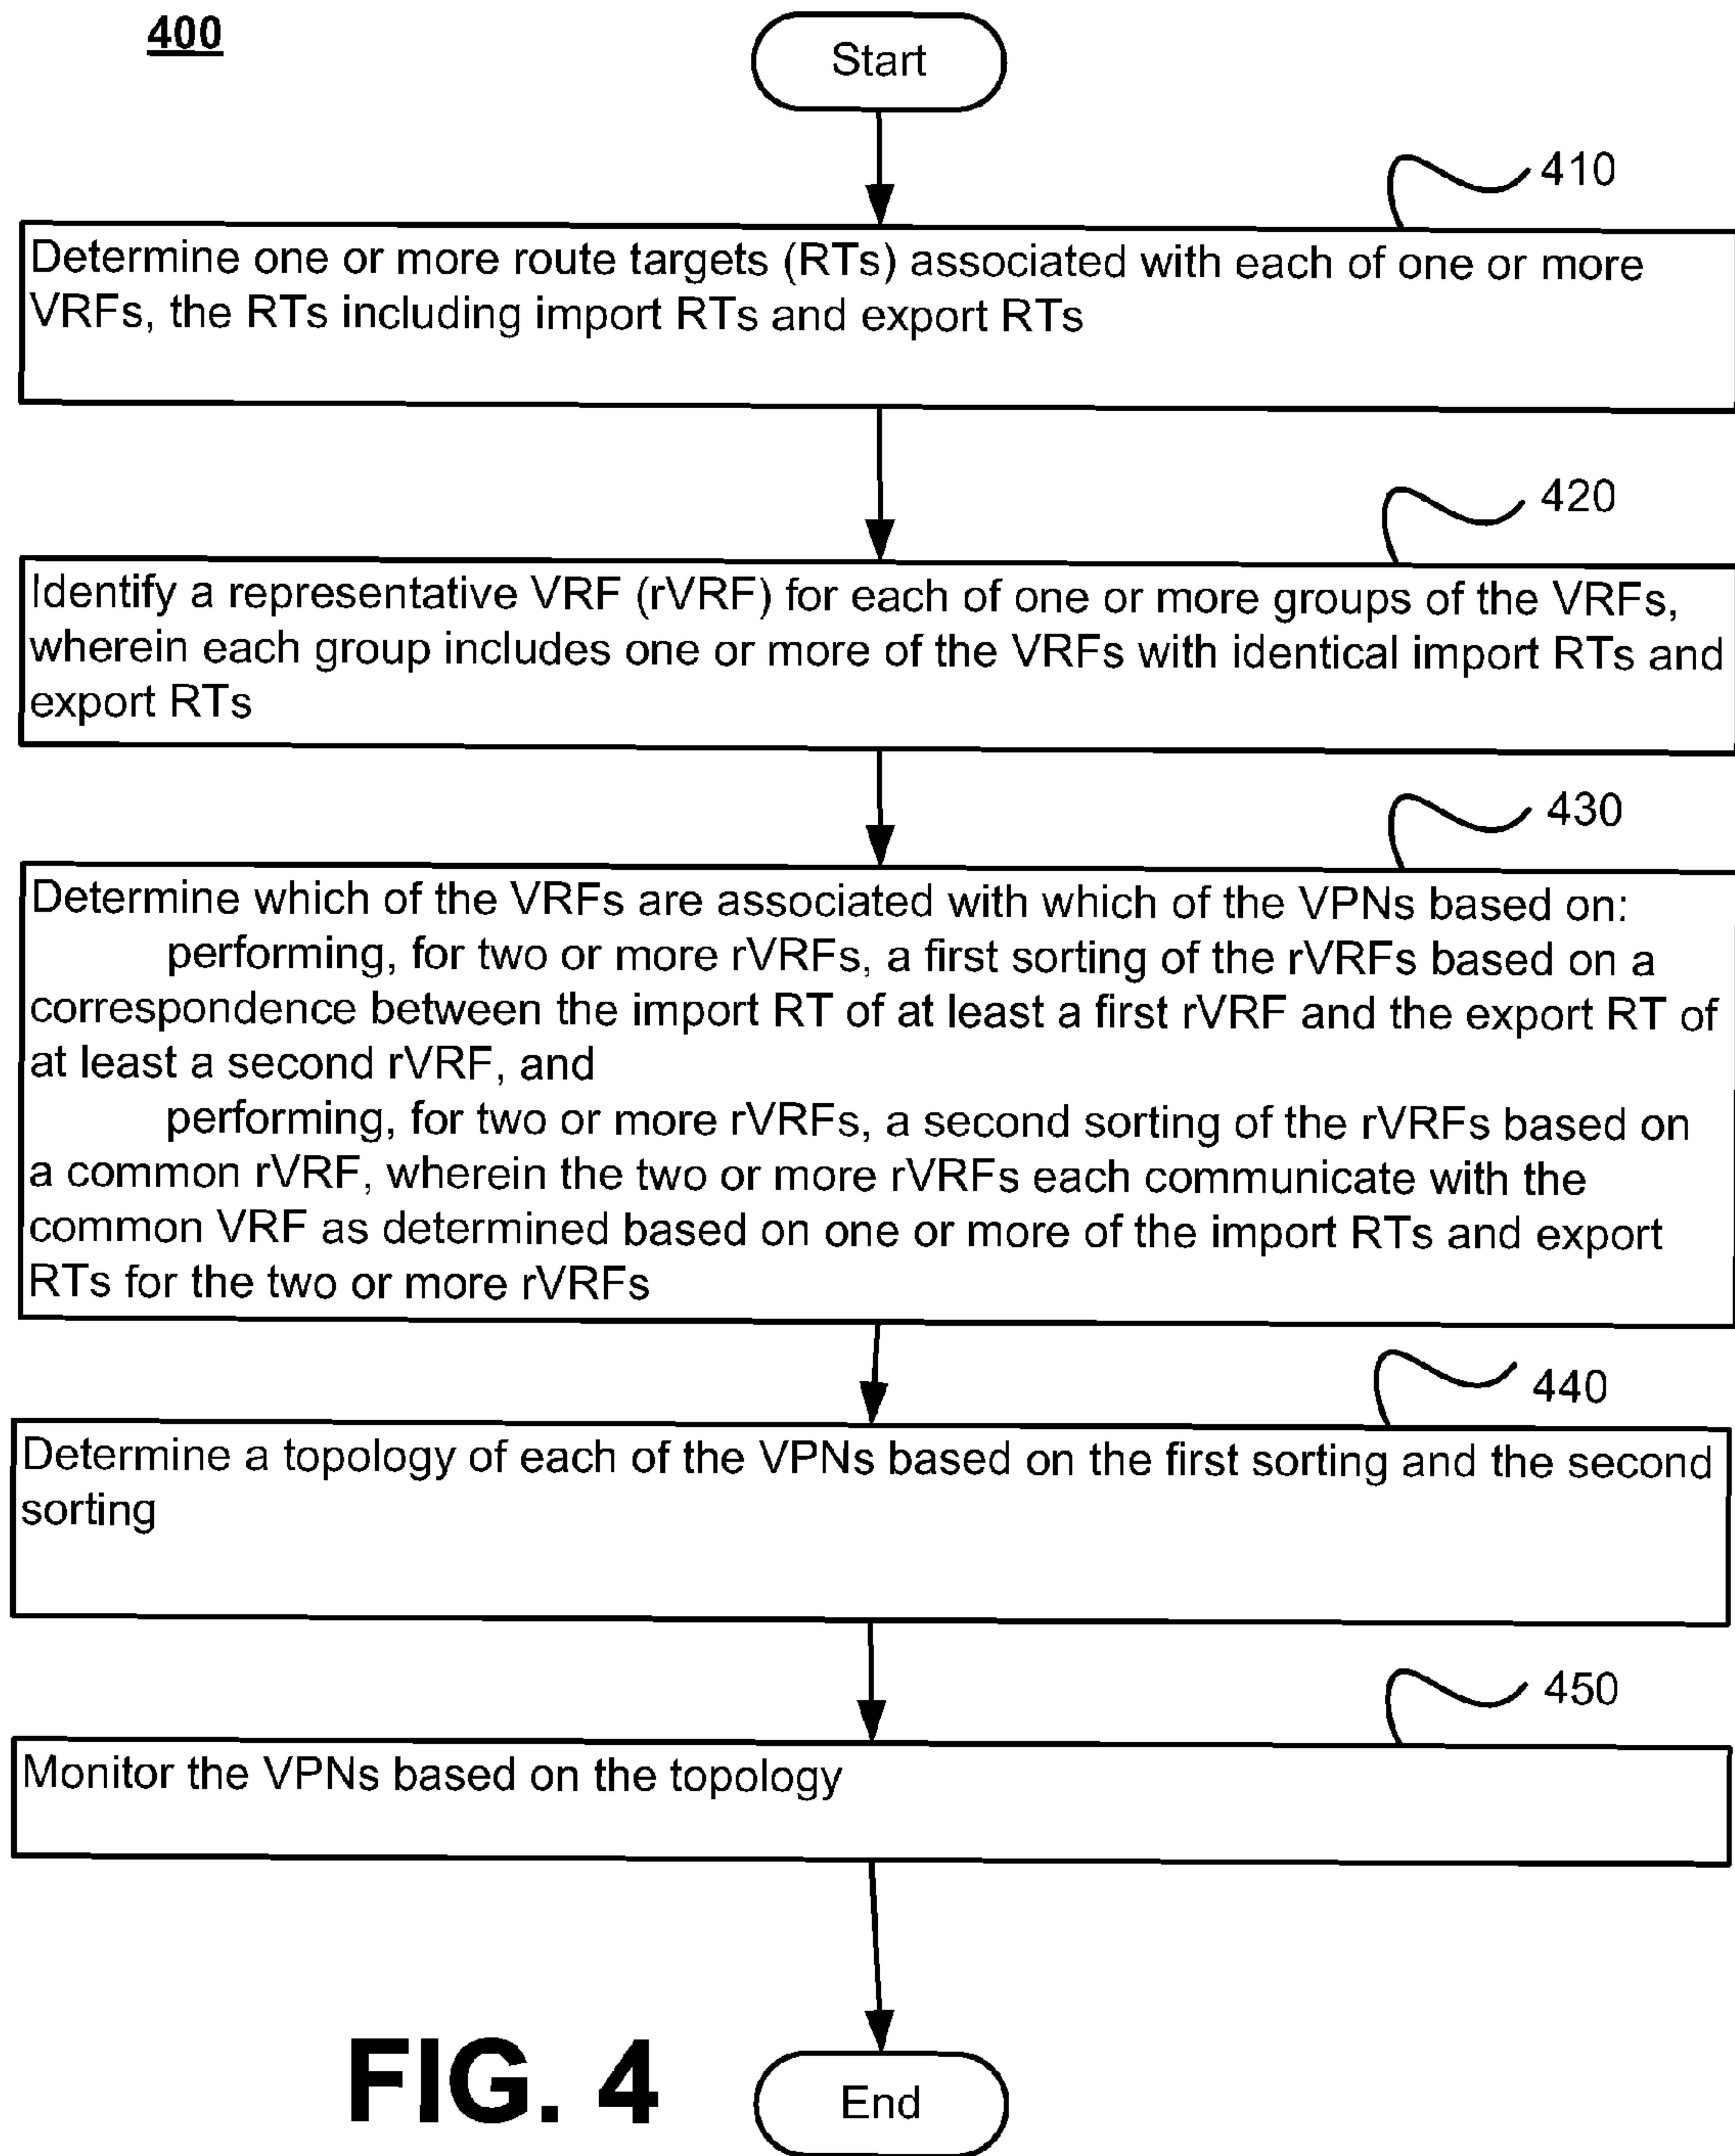 400
Start
410
Determine one or more route targets (RTs) associated with each of one or more
VRFs, the RTs including import RTs and export RTs
420
Identify a representative VRF (rVRF) for each of one or more groups of the VRFs,
wherein each group includes one or more of the VRFs with identical import RTs and
export RTs
430
Determine which of the VRFs are associated with which of the VPNs based on:
performing, for two or more rVRFs, a first sorting of the rVRFs based on a
correspondence between the import RT of at least a first rVRF and the export RT of
at least a second rVRF, and
performing, for two or more rVRFs, a second sorting of the rVRFs based on
a common rVRF, wherein the two or more rVRFs each communicate with the
common VRF as determined based on one or more of the import RTs and export
RTs for the two or more rVRFs
440
Determine a topology of each of the VPNs based on the first sorting and the second
sorting
450
Monitor the VPNs based on the topology
FIG. 4
End